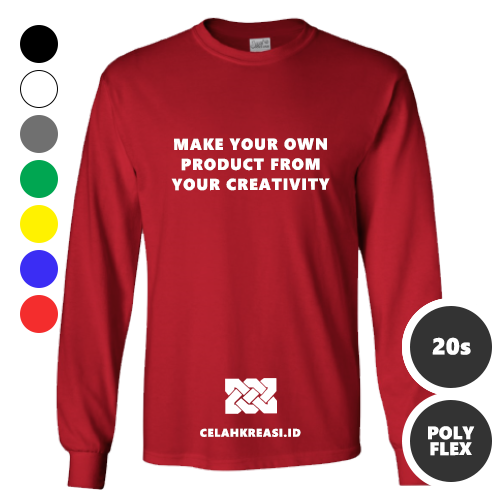 MAKE YOUR OWN
PRODUCT FROM
YOUR CREATIVITY
20s
POLY
FLEX
CELAHKREASI.ID